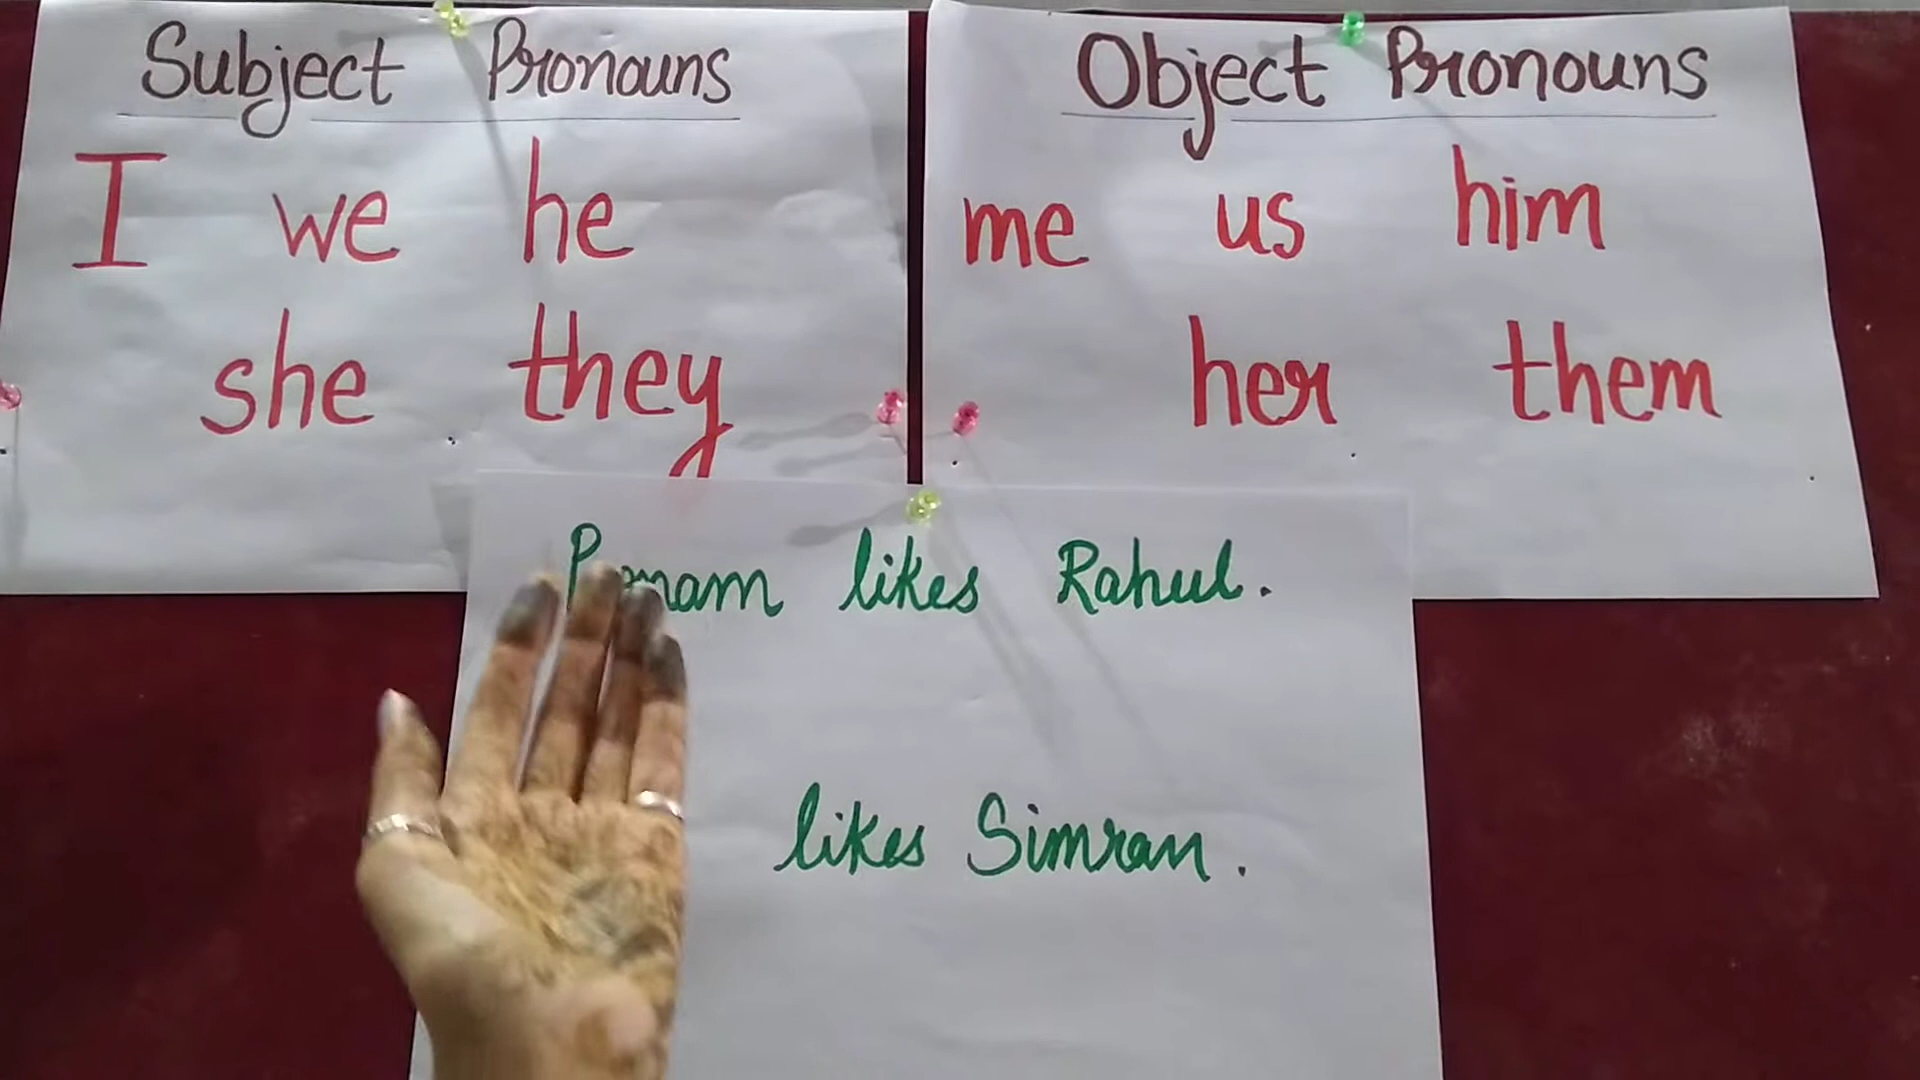 Subject Pronouns
I we he
she they
Object Pronouns
me us him
her them
likes Rahul.
likes Simran.